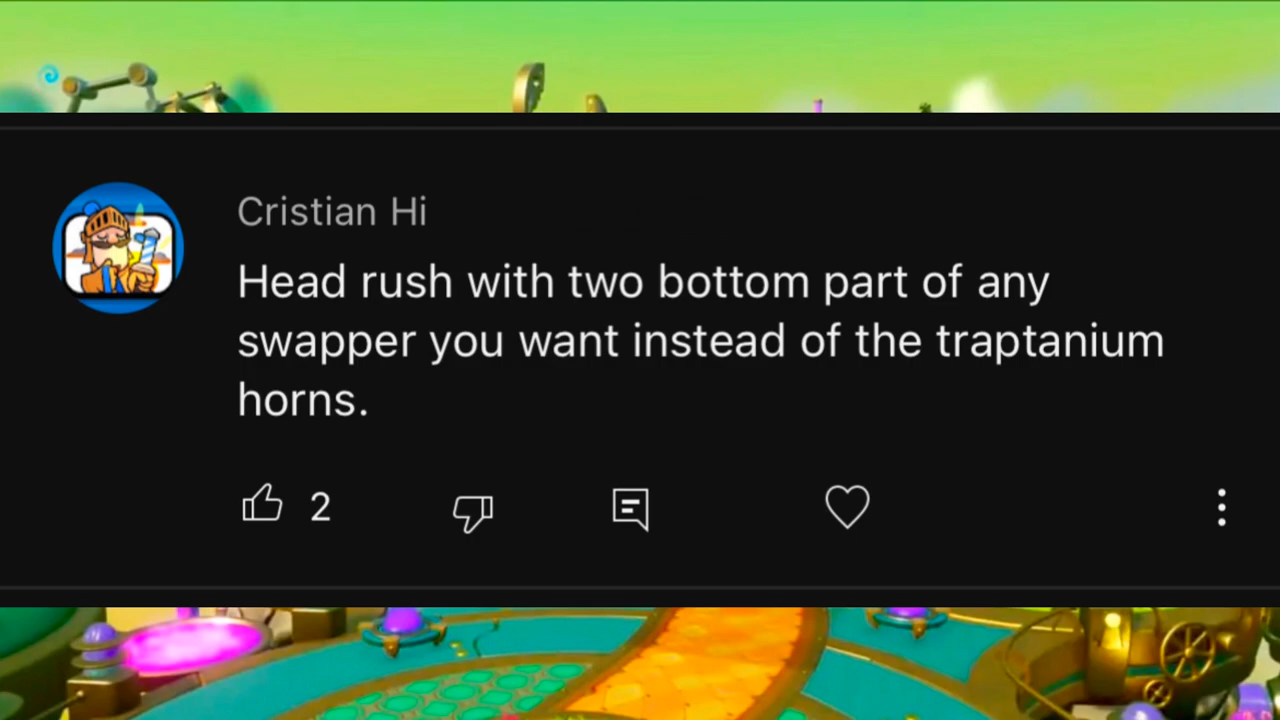 Cristian Hi
Head rush with two bottom part of any
swapper you want instead of the traptanium
horns.
2